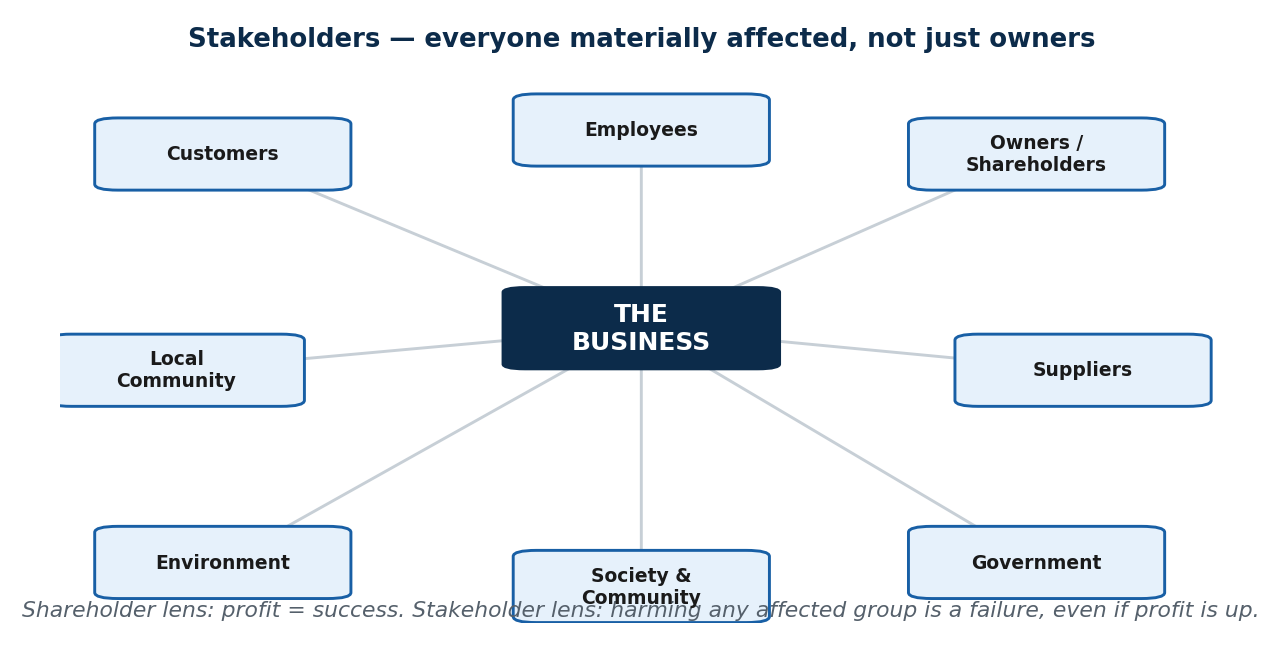 Stakeholders — everyone materially affected, not just owners
Employees
Customers
Owners /
Shareholders
THE
BUSINESS
Local
Community
Suppliers
Environment
Government
Society &
Community
Shareholder lens: profit = success. Stakeholder lens: harming any affected group is a failure, even if profit is up.